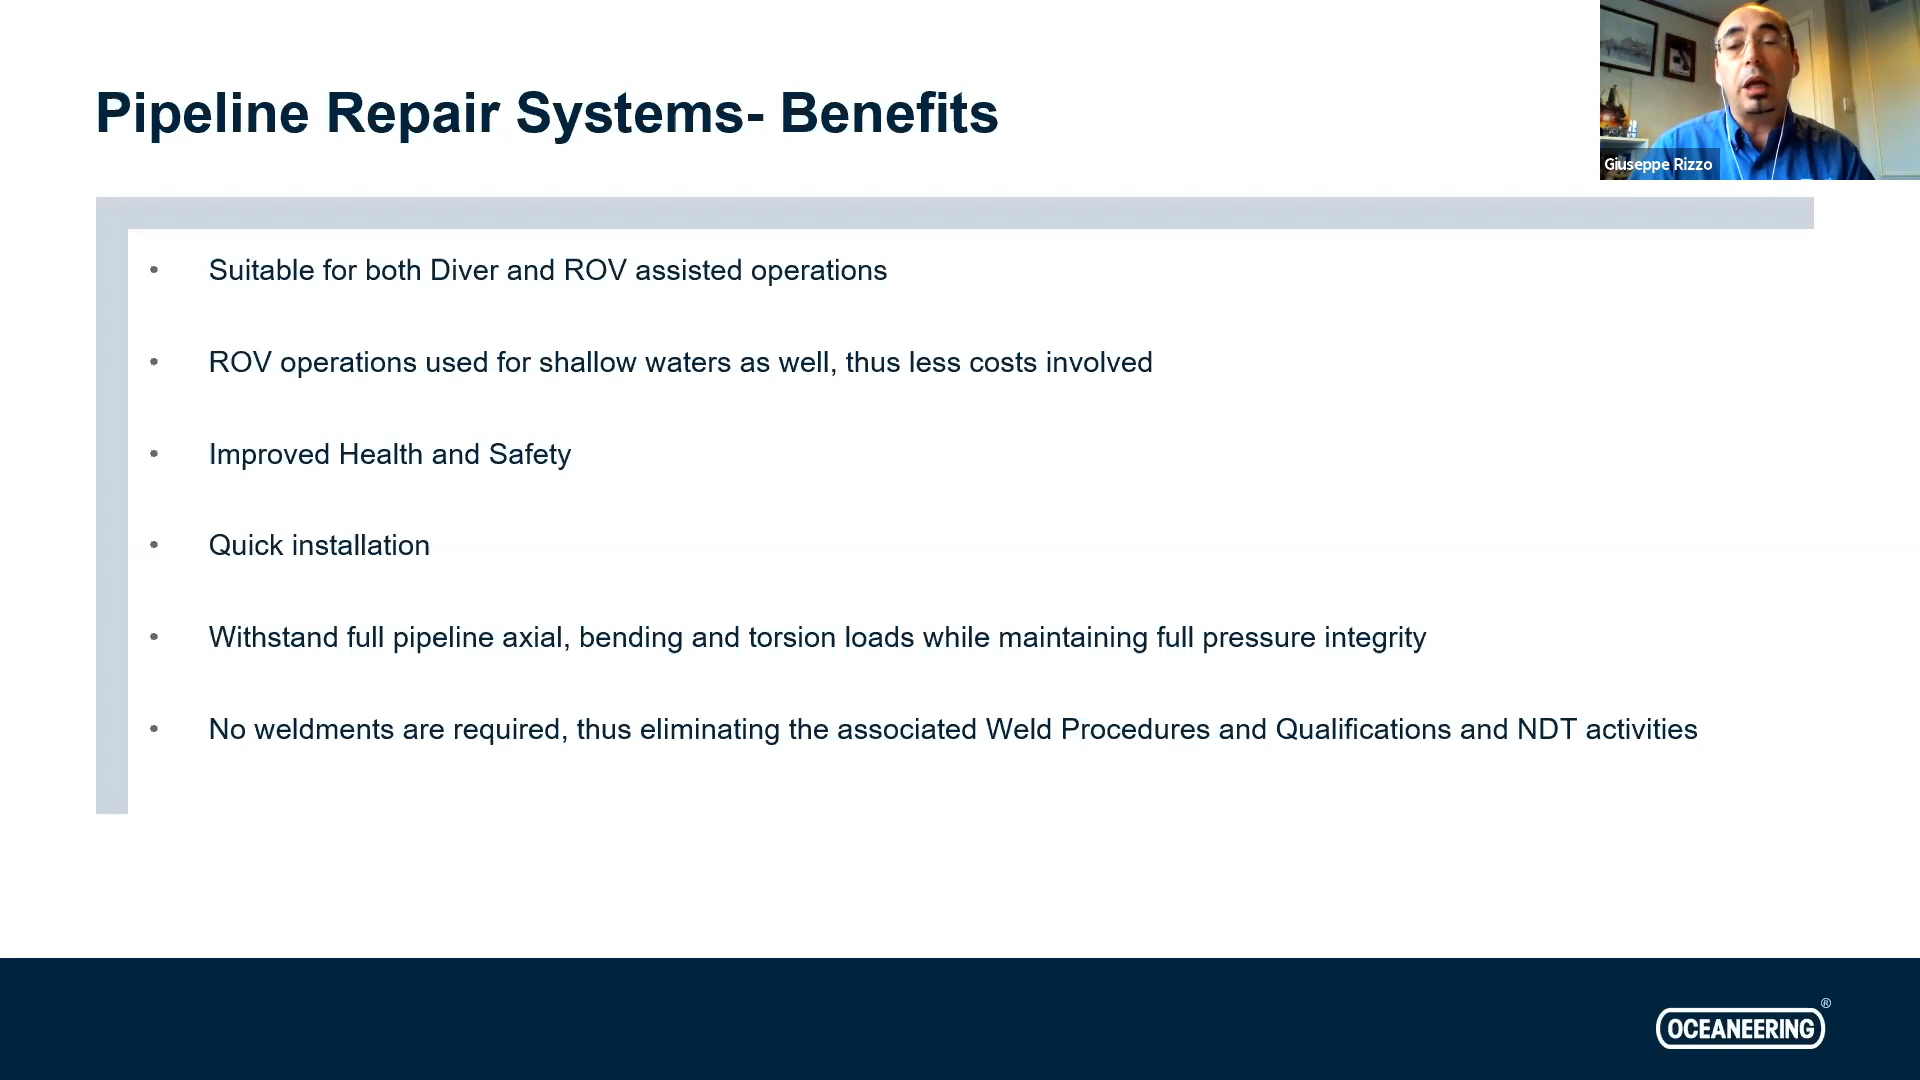 Pipeline Repair Systems- Benefits
Giuseppe Rizzo
• Suitable for both Diver and ROV assisted operations
• ROV operations used for shallow waters as well, thus less costs involved
• Improved Health and Safety
• Quick installation
• Withstand full pipeline axial, bending and torsion loads while maintaining full pressure integrity
• No weldments are required, thus eliminating the associated Weld Procedures and Qualifications and NDT activities
OCEANEERING®